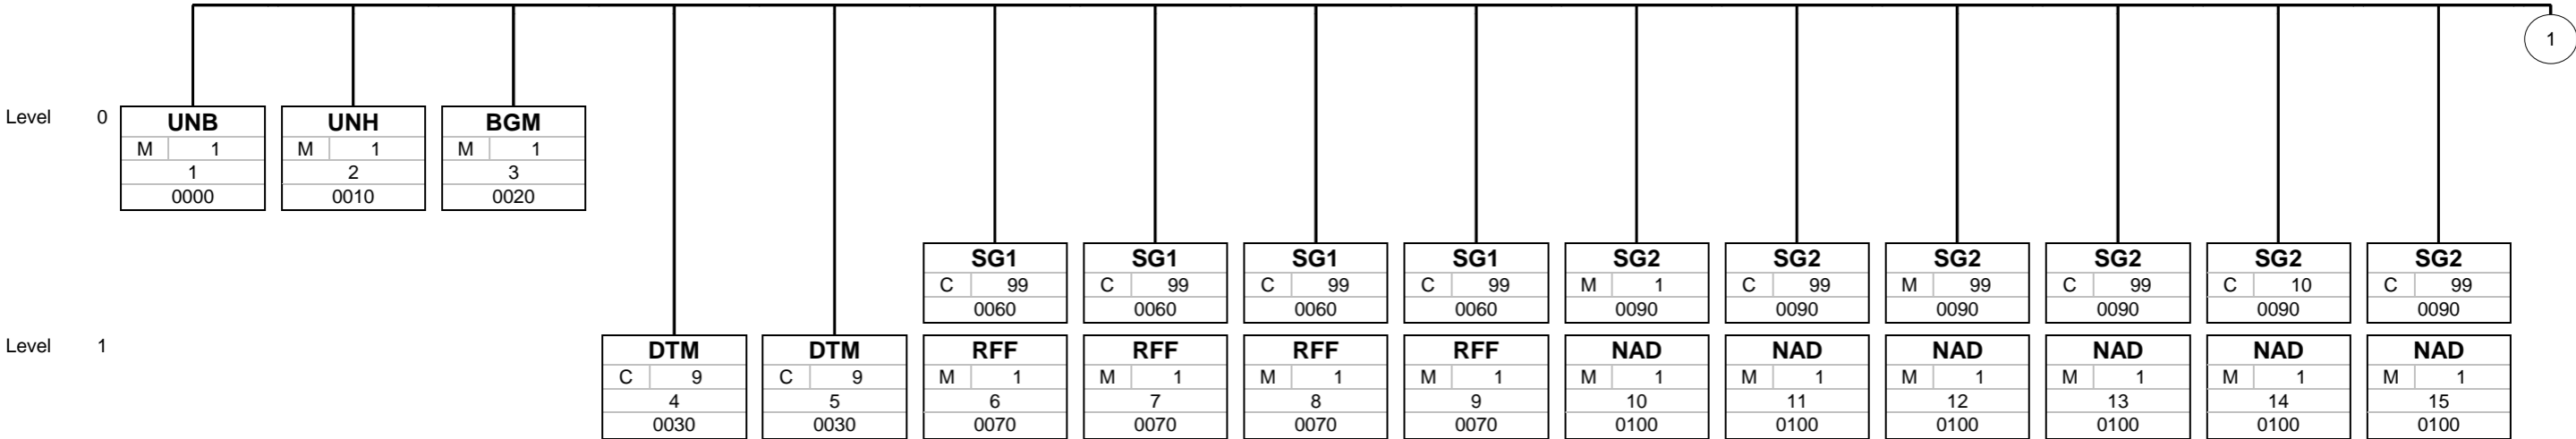 1
Level 0
UNB UNH BGM
M 1 M 1 M 1
1 2 3
0000 0010 0020
SG1 SG1 SG1 SG1 SG2 SG2 SG2 SG2 SG2 SG2
C 99 C 99 C 99 C 99 M 1 C 99 M 99 C 99 C 10 C 99
0060 0060 0060 0060 0090 0090 0090 0090 0090 0090
Level 1
DTM DTM RFF RFF RFF RFF NAD NAD NAD NAD NAD NAD
C 9 C 9 M 1 M 1 M 1 M 1 M 1 M 1 M 1 M 1 M 1 M 1
4 5 6 7 8 9 10 11 12 13 14 15
0030 0030 0070 0070 0070 0070 0100 0100 0100 0100 0100 0100